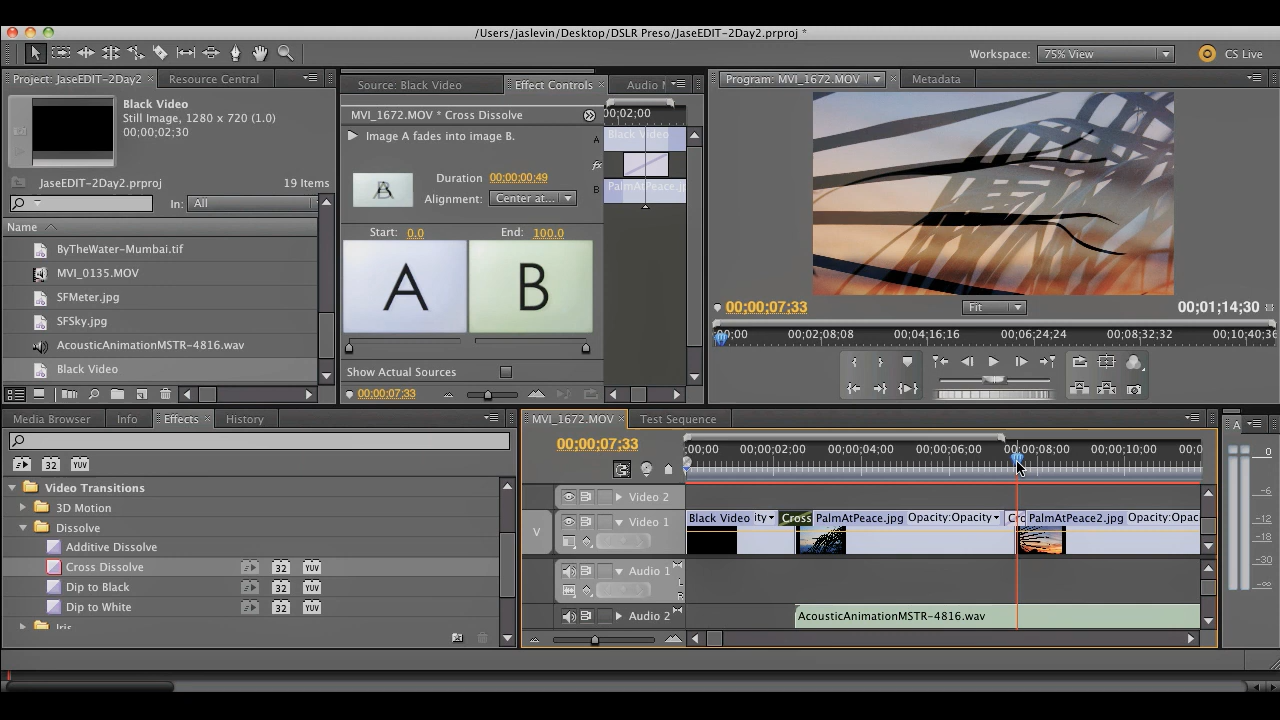 /Users/jaslevin/Desktop/DSLR Preso/JaseEDIT-2Day2.prproj *
Workspace: 75% View CS Live
Project: JaseEDIT-2Day2 Resource Central
Black Video
Still Image, 1280 x 720 (1.0)
00;00;02;30
JaseEDIT-2Day2.prproj 19 Items
In: All
Name
ByTheWater-Mumbai.tif
MVI_0135.MOV
SFMeter.jpg
SFSky.jpg
AcousticAnimationMSTR-4816.wav
Black Video
Source: Black Video Effect Controls Audio
MVI_1672.MOV * Cross Dissolve 00;02;00
Image A fades into image B. A Black Video
fx
Duration 00;00;00;49 B PalmAtPeace.jp
Alignment: Center at...
Start: 0.0 End: 100.0
A B
Show Actual Sources
00;00;07;33
Program: MVI_1672.MOV Metadata
00;00;07;33 Fit 00;01;14;30
00;00 00;02;08;08 00;04;16;16 00;06;24;24 00;08;32;32 00;10;40;36
Media Browser Info Effects History
32 YUV
Video Transitions
3D Motion
Dissolve
Additive Dissolve
Cross Dissolve 32 YUV
Dip to Black 32 YUV
Dip to White 32 YUV
Iris
MVI_1672.MOV Test Sequence
00;00;07;33 ;00;00 00;00;02;00 00;00;04;00 00;00;06;00 00;00;08;00 00;00;10;00 00;0
Video 2
V Video 1 Black Video ity Cross PalmAtPeace.jpg Opacity:Opacity Crc PalmAtPeace2.jpg Opacity:Opac
Audio 1 L R
Audio 2 AcousticAnimationMSTR-4816.wav
A
0
-6
-12
-18
-30